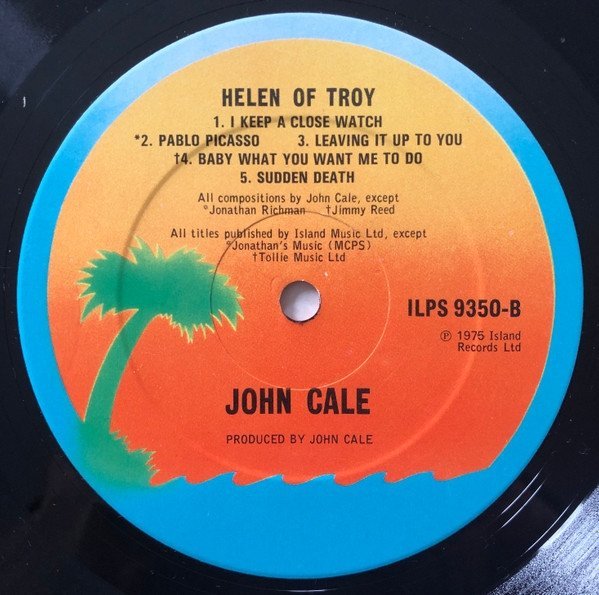 HELEN OF TROY
1. I KEEP A CLOSE WATCH
*2. PABLO PICASSO 3. LEAVING IT UP TO YOU
†4. BABY WHAT YOU WANT ME TO DO
5. SUDDEN DEATH
All compositions by John Cale, except
*Jonathan Richman †Jimmy Reed
All titles published by Island Music Ltd, except
*Jonathan's Music (MCPS)
†Tollie Music Ltd
ILPS 9350-B
℗ 1975 Island
Records Ltd
JOHN CALE
PRODUCED BY JOHN CALE